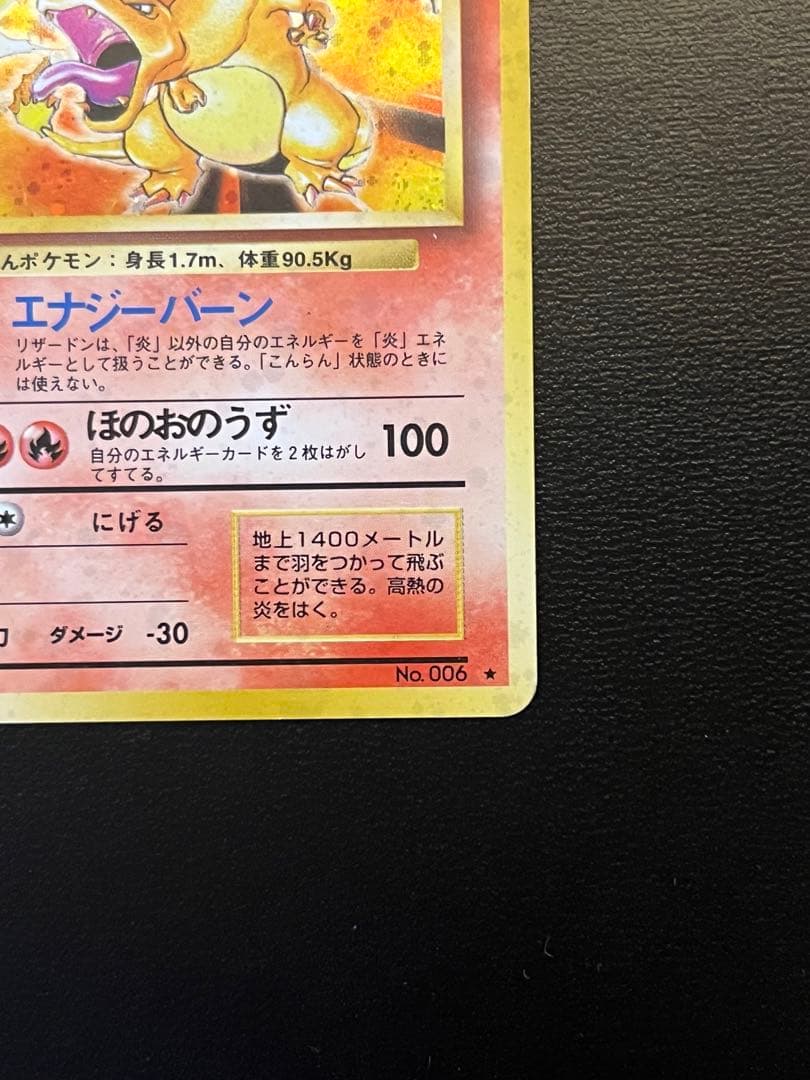 んポケモン：身長1.7m、体重90.5Kg
エナジーバーン
リザードンは、「炎」以外の自分のエネルギーを「炎」エネ
ルギーとして扱うことができる。「こんらん」状態のときに
は使えない。
ほのおのうず 100
自分のエネルギーカードを2枚はがし
てすてる。
にげる
地上1400メートル
まで羽をつかって飛ぶ
ことができる。高熱の
炎をはく。
ダメージ -30
No. 006 ★